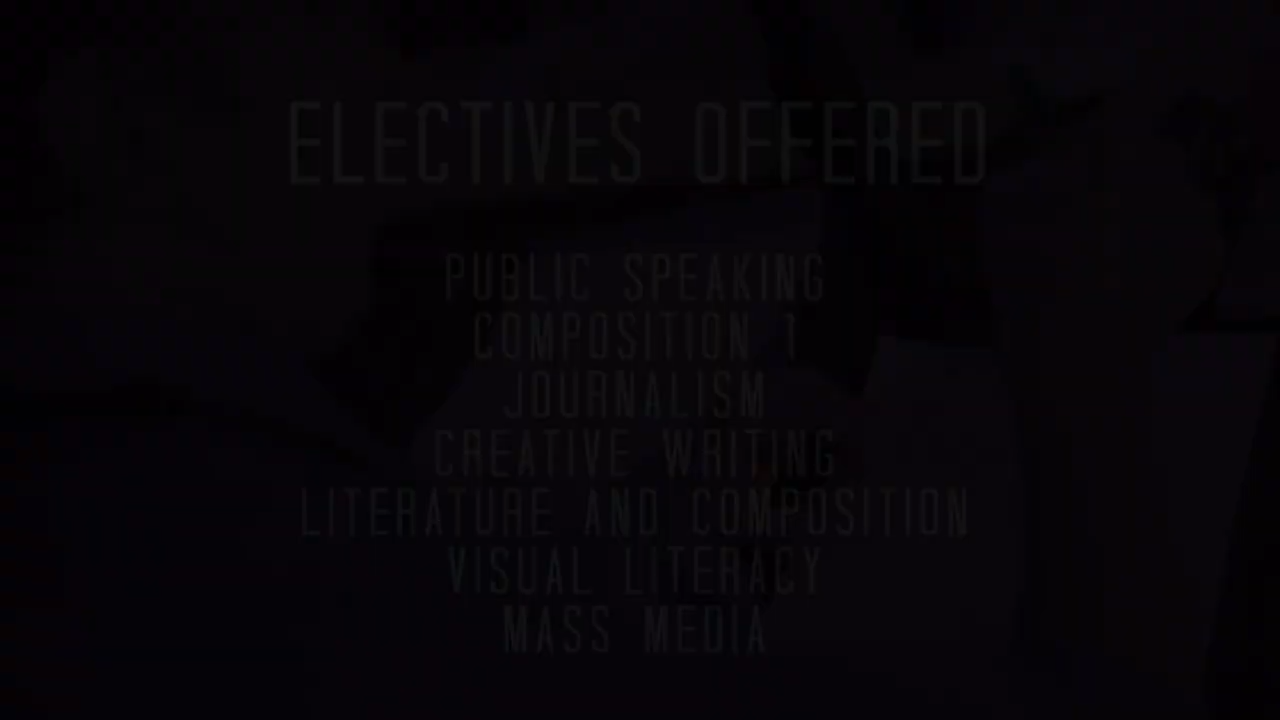 ELECTIVES OFFERED
PUBLIC SPEAKING
COMPOSITION 1
JOURNALISM
CREATIVE WRITING
LITERATURE AND COMPOSITION
VISUAL LITERACY
MASS MEDIA